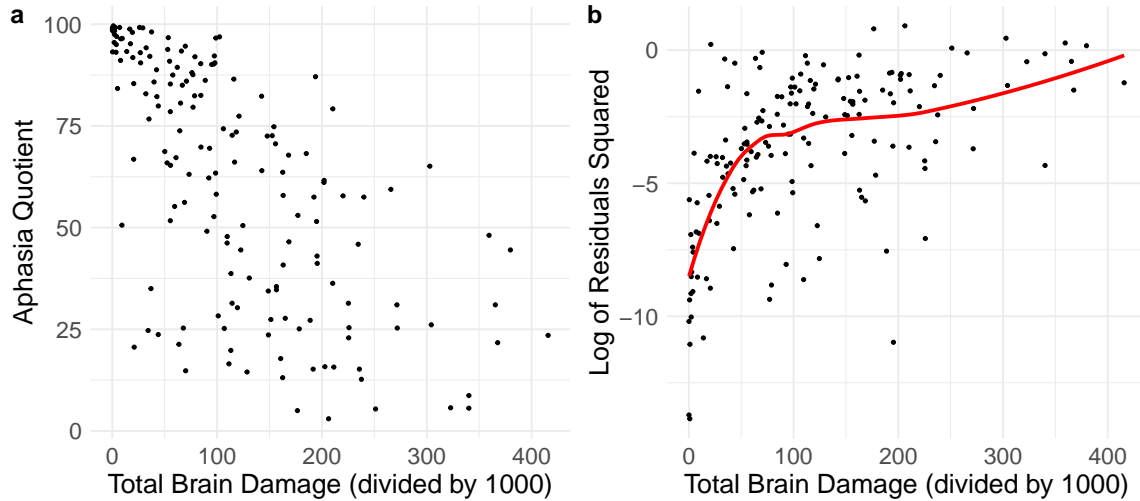 a
100
75
50
25
0
Aphasia Quotient
0 100 200 300 400
Total Brain Damage (divided by 1000)
b
0
−5
−10
Log of Residuals Squared
0 100 200 300 400
Total Brain Damage (divided by 1000)